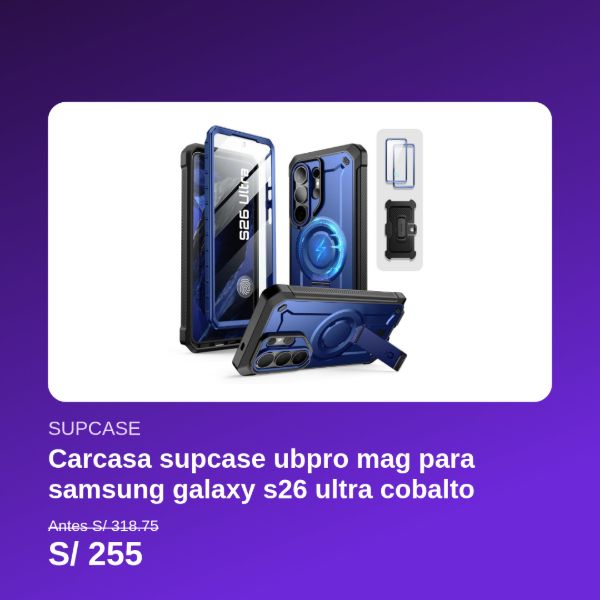 S26 Ultra
SUPCASE
Carcasa supcase ubpro mag para
samsung galaxy s26 ultra cobalto
Antes S/ 318.75
S/ 255